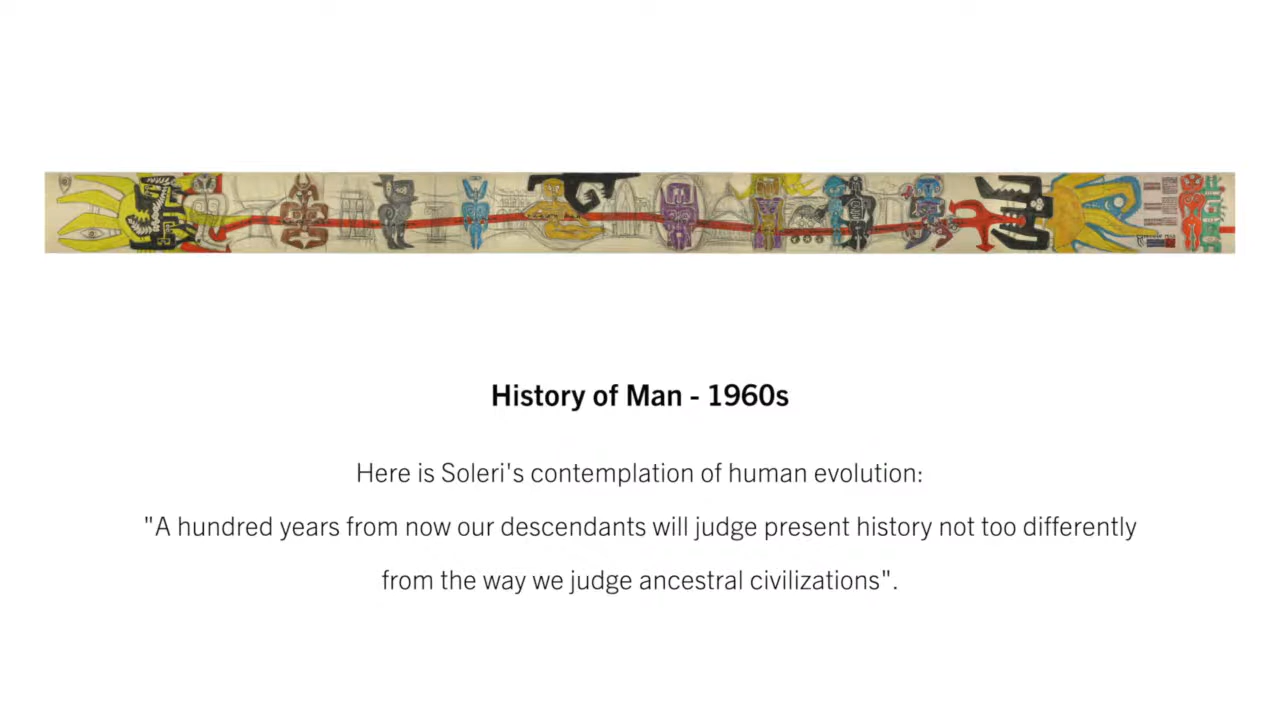 History of Man - 1960s
Here is Soleri's contemplation of human evolution:
"A hundred years from now our descendants will judge present history not too differently
from the way we judge ancestral civilizations".